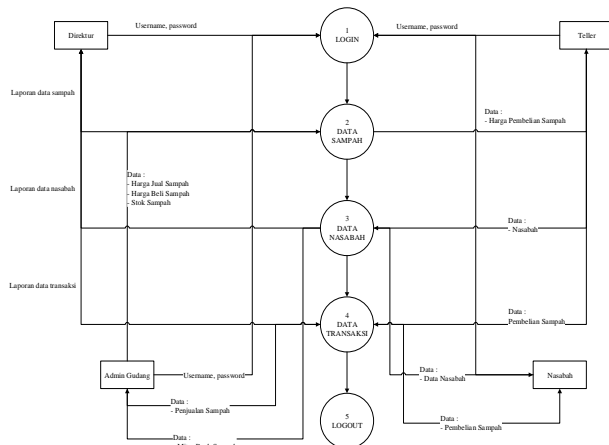 Username, password
1
LOGIN
Username, password
Direktur
Teller
Laporan data sampah
2
DATA
SAMPAH
Data :
- Harga Pembelian Sampah
Data :
- Harga Jual Sampah
- Harga Beli Sampah
- Stok Sampah
Laporan data nasabah
3
DATA
NASABAH
Data :
- Nasabah
Laporan data transaksi
4
DATA
TRANSAKSI
Data :
Pembelian Sampah
Admin Gudang
Username, password
Data :
- Data Nasabah
Nasabah
Data :
- Penjualan Sampah
Data :
- Pembelian Sampah
5
LOGOUT
Data :